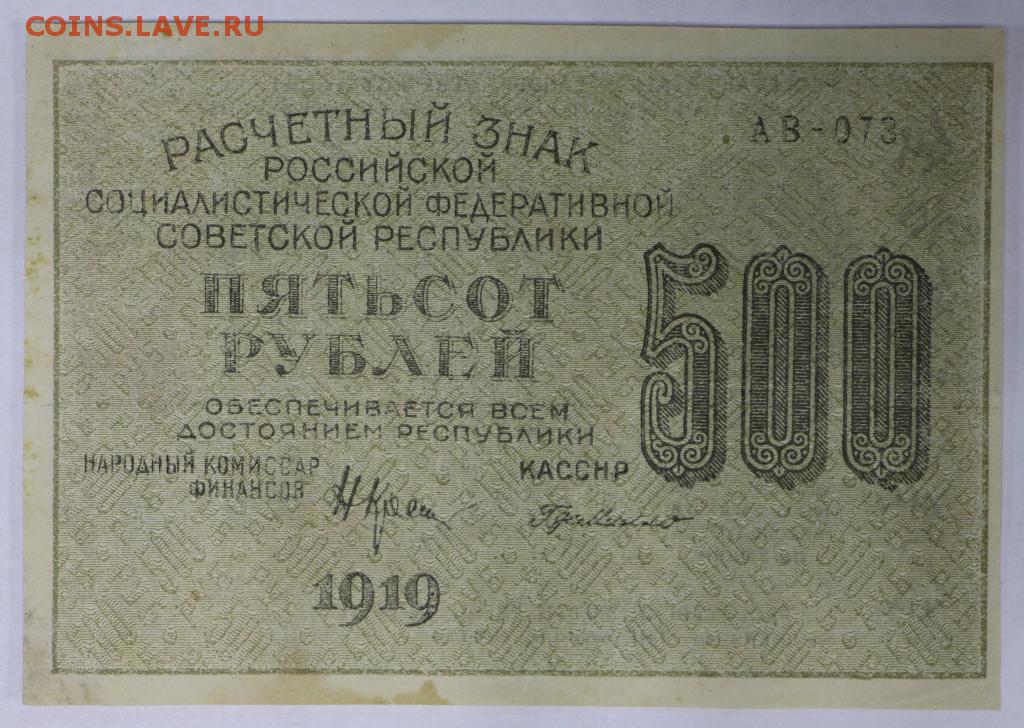 COINS.LAVE.RU
РАСЧЕТНЫЙ ЗНАК
АВ-073
РОССИЙСКОЙ
СОЦИАЛИСТИЧЕСКОЙ ФЕДЕРАТИВНОЙ
СОВЕТСКОЙ РЕСПУБЛИКИ
ПЯТЬСОТ
РУБЛЕЙ
500
ОБЕСПЕЧИВАЕТСЯ ВСЕМ
ДОСТОЯНИЕМ РЕСПУБЛИКИ
НАРОДНЫЙ КОМИССАР
ФИНАНСОВ
КАССИР
1919